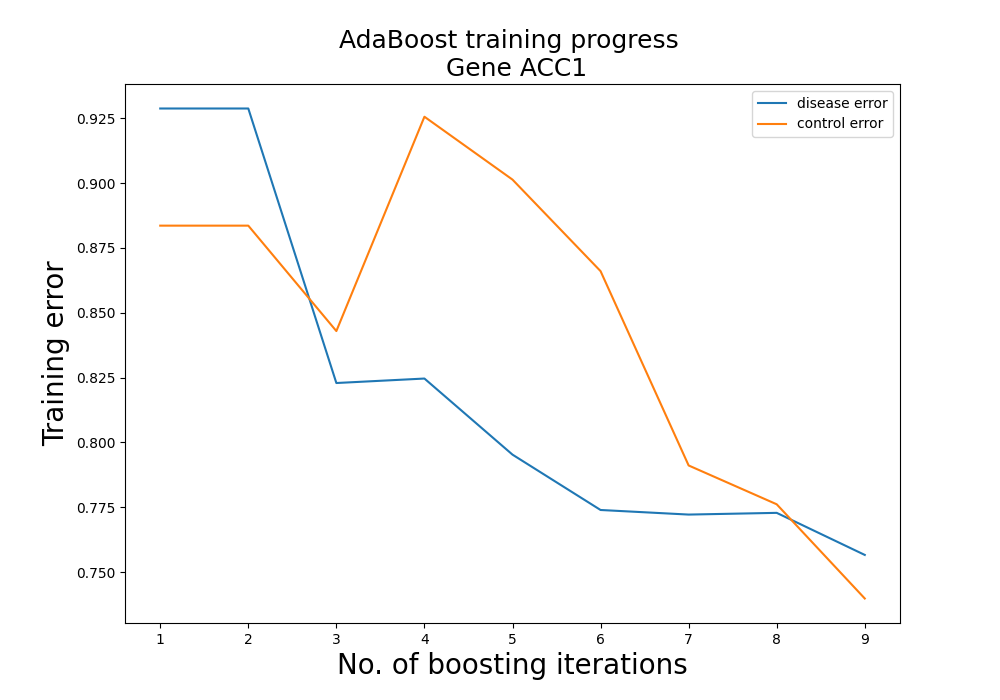 AdaBoost training progress
Gene ACC1
disease error
control error
Training error
0.925
0.900
0.875
0.850
0.825
0.800
0.775
0.750
1 2 3 4 5 6 7 8 9
No. of boosting iterations